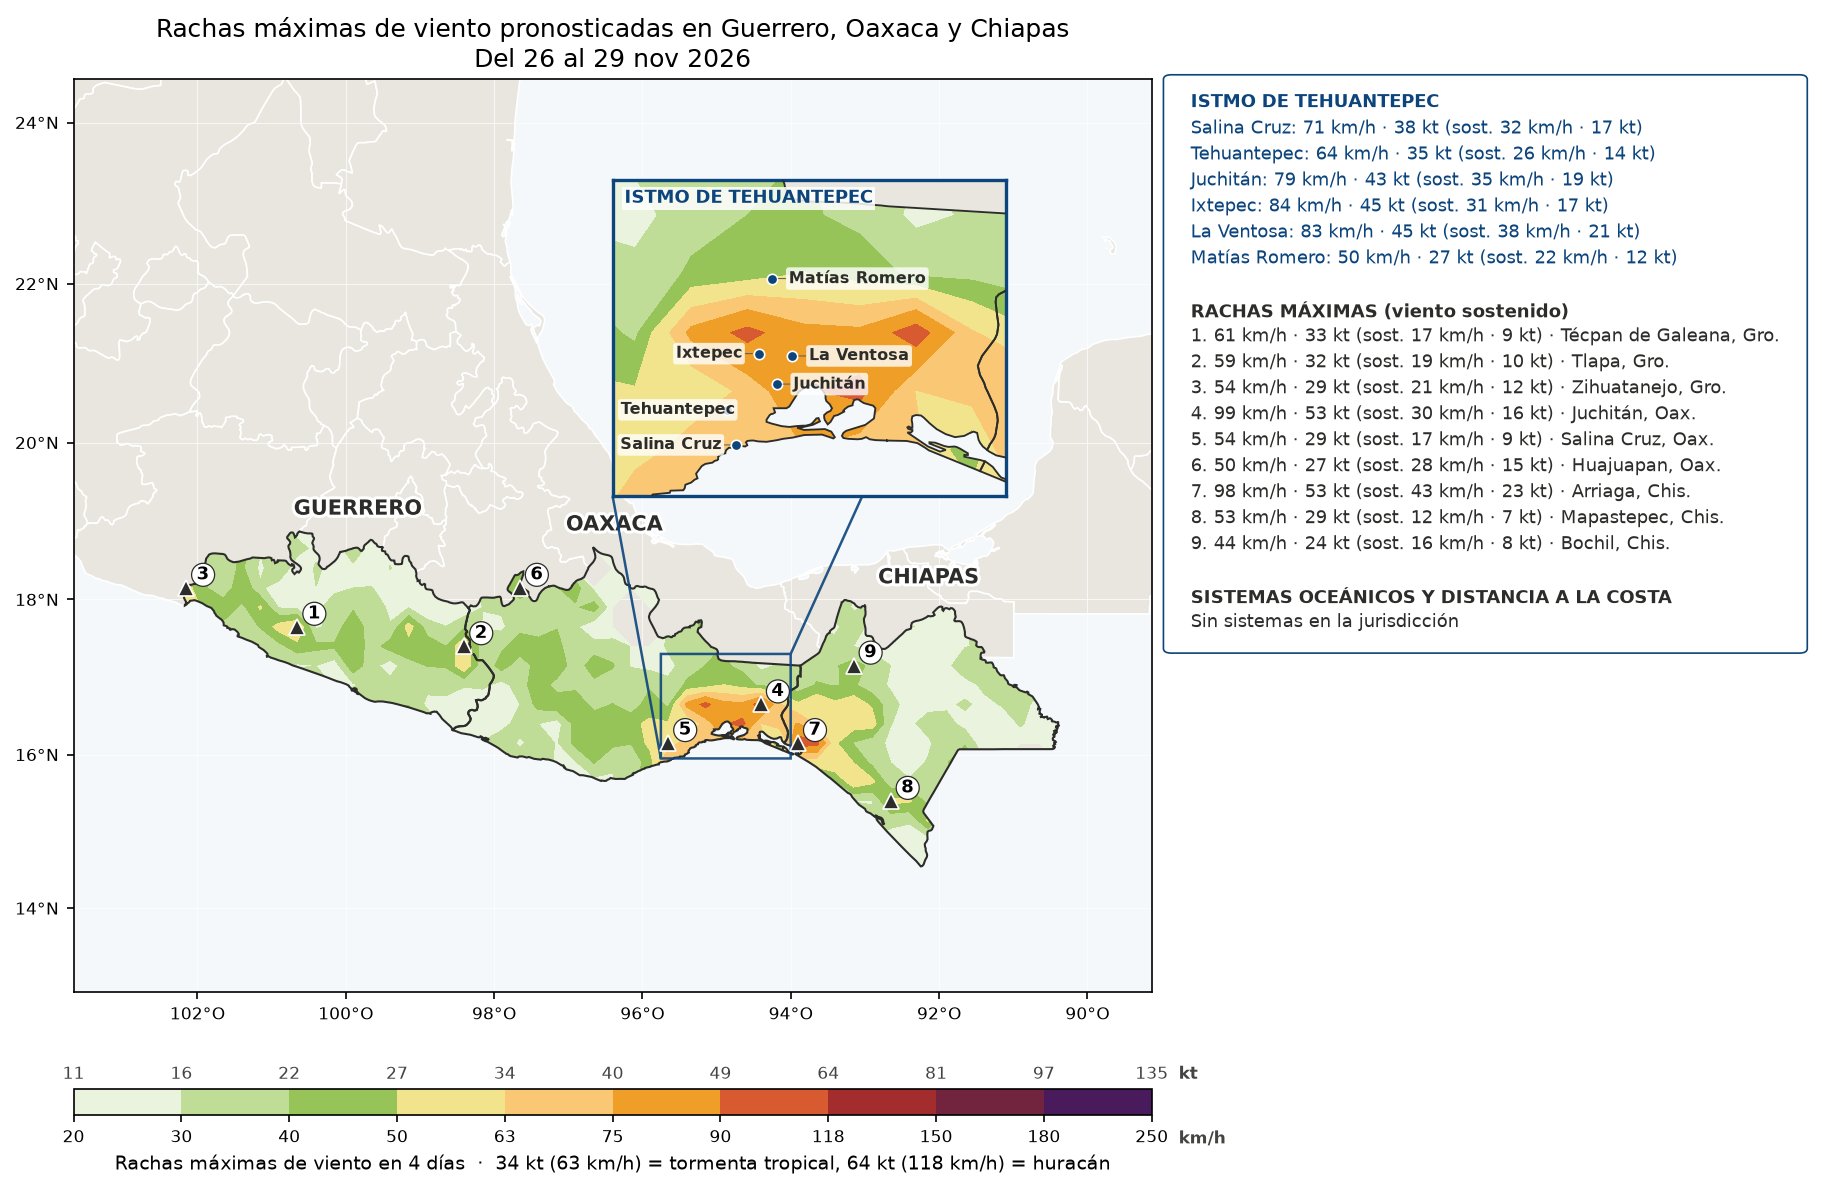 Rachas máximas de viento pronosticadas en Guerrero, Oaxaca y Chiapas
Del 26 al 29 nov 2026
24°N
22°N
20°N
18°N
16°N
14°N
102°O
100°O
98°O
96°O
94°O
92°O
90°O
ISTMO DE TEHUANTEPEC
Matías Romero
Ixtepec
La Ventosa
Juchitán
Tehuantepec
Salina Cruz
GUERRERO
OAXACA
CHIAPAS
3
6
1
2
9
4
5
7
8
ISTMO DE TEHUANTEPEC
Salina Cruz: 71 km/h · 38 kt (sost. 32 km/h · 17 kt)
Tehuantepec: 64 km/h · 35 kt (sost. 26 km/h · 14 kt)
Juchitán: 79 km/h · 43 kt (sost. 35 km/h · 19 kt)
Ixtepec: 84 km/h · 45 kt (sost. 31 km/h · 17 kt)
La Ventosa: 83 km/h · 45 kt (sost. 38 km/h · 21 kt)
Matías Romero: 50 km/h · 27 kt (sost. 22 km/h · 12 kt)
RACHAS MÁXIMAS (viento sostenido)
1. 61 km/h · 33 kt (sost. 17 km/h · 9 kt) · Técpan de Galeana, Gro.
2. 59 km/h · 32 kt (sost. 19 km/h · 10 kt) · Tlapa, Gro.
3. 54 km/h · 29 kt (sost. 21 km/h · 12 kt) · Zihuatanejo, Gro.
4. 99 km/h · 53 kt (sost. 30 km/h · 16 kt) · Juchitán, Oax.
5. 54 km/h · 29 kt (sost. 17 km/h · 9 kt) · Salina Cruz, Oax.
6. 50 km/h · 27 kt (sost. 28 km/h · 15 kt) · Huajuapan, Oax.
7. 98 km/h · 53 kt (sost. 43 km/h · 23 kt) · Arriaga, Chis.
8. 53 km/h · 29 kt (sost. 12 km/h · 7 kt) · Mapastepec, Chis.
9. 44 km/h · 24 kt (sost. 16 km/h · 8 kt) · Bochil, Chis.
SISTEMAS OCEÁNICOS Y DISTANCIA A LA COSTA
Sin sistemas en la jurisdicción
11 16 22 27 34 40 49 64 81 97 135 kt
20 30 40 50 63 75 90 118 150 180 250 km/h
Rachas máximas de viento en 4 días · 34 kt (63 km/h) = tormenta tropical, 64 kt (118 km/h) = huracán